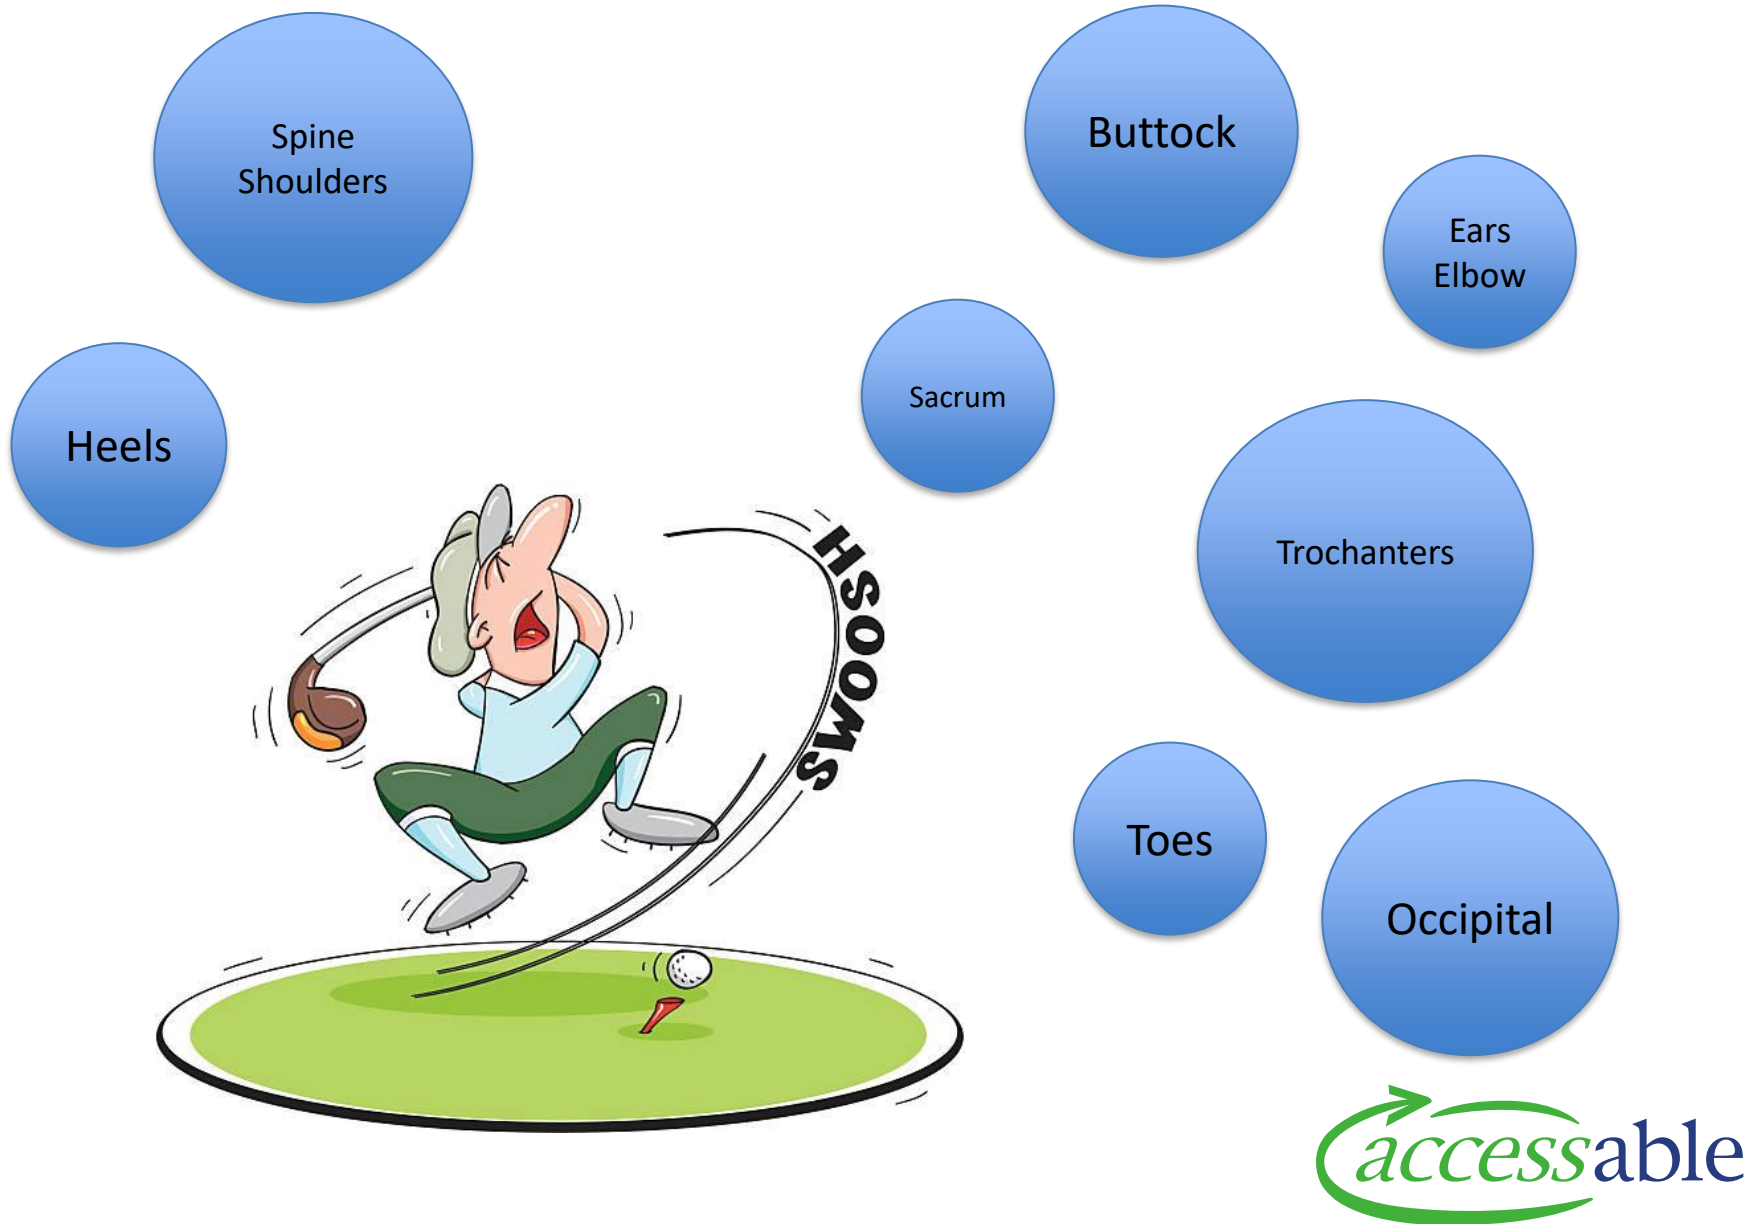 Spine
Shoulders
Buttock
Ears
Elbow
Sacrum
Heels
Trochanters
SWOOSH
Toes
Occipital
accessable